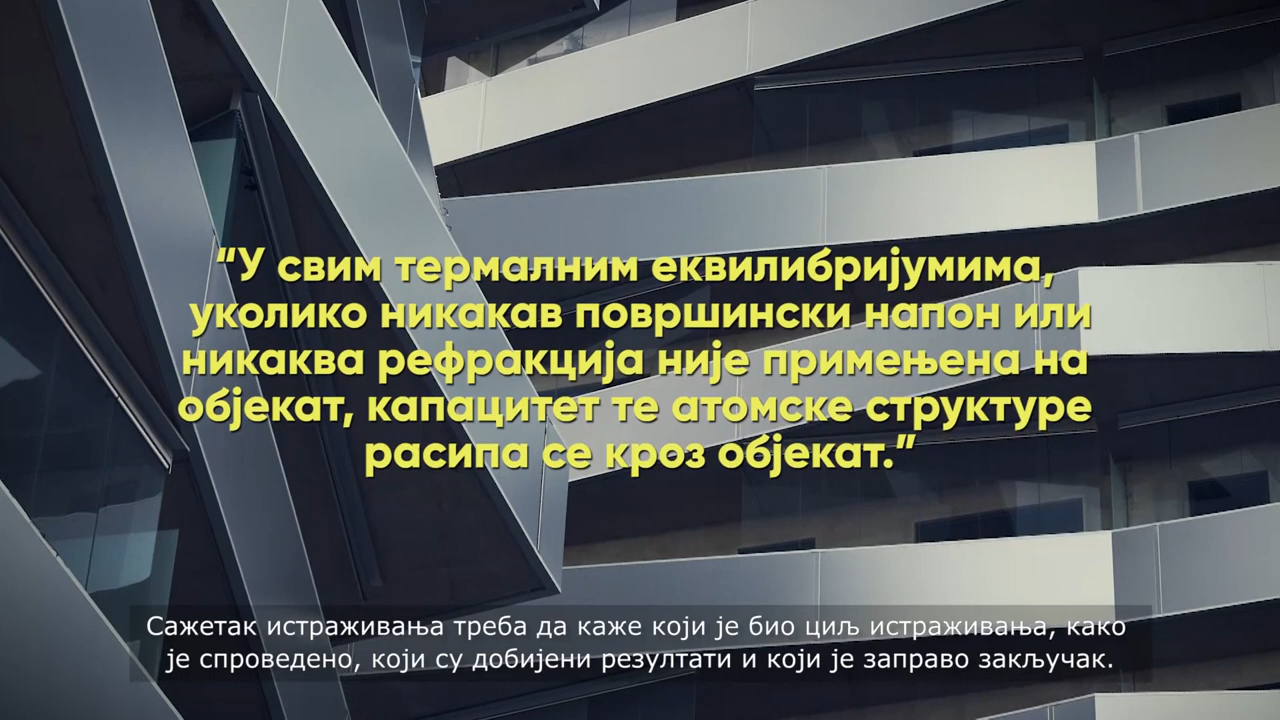 “У свим термалним еквилибријумима,
уколико никакав површински напон или
никаква рефракција није примењена на
објекат, капацитет те атомске структуре
расипа се кроз објекат.”
Сажетак истраживања треба да каже који је био циљ истраживања, како
је спроведено, који су добијени резултати и који је заправо закључак.